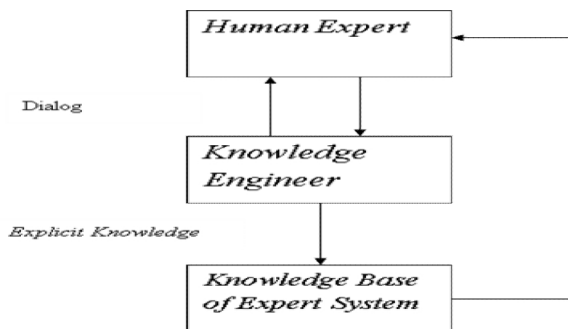 Human Expert
Dialog
Knowledge
Engineer
Explicit Knowledge
Knowledge Base
of Expert System